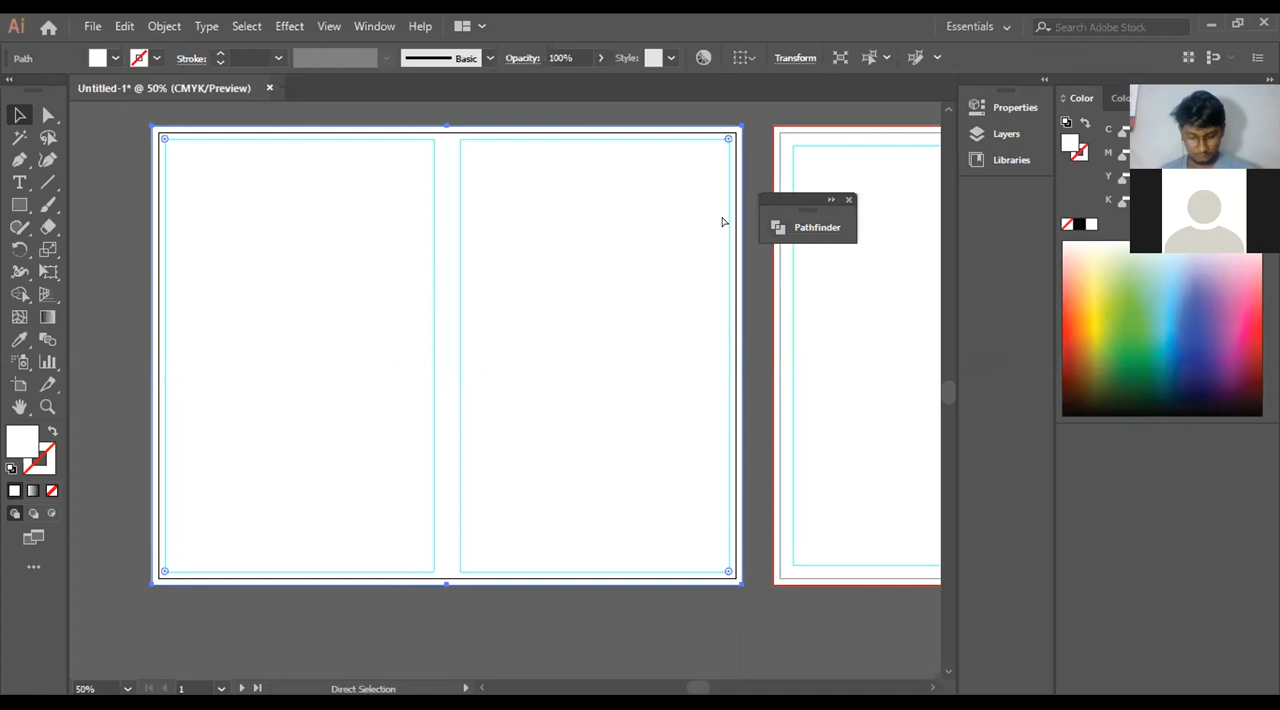 Ai File Edit Object Type Select Effect View Window Help Essentials Search Adobe Stock
Path Stroke: Basic Opacity: 100% Style: Transform
Untitled-1* @ 50% (CMYK/Preview)
Properties
Layers
Libraries
Color Colo
C
M
Y
K
Pathfinder
50% 1 Direct Selection